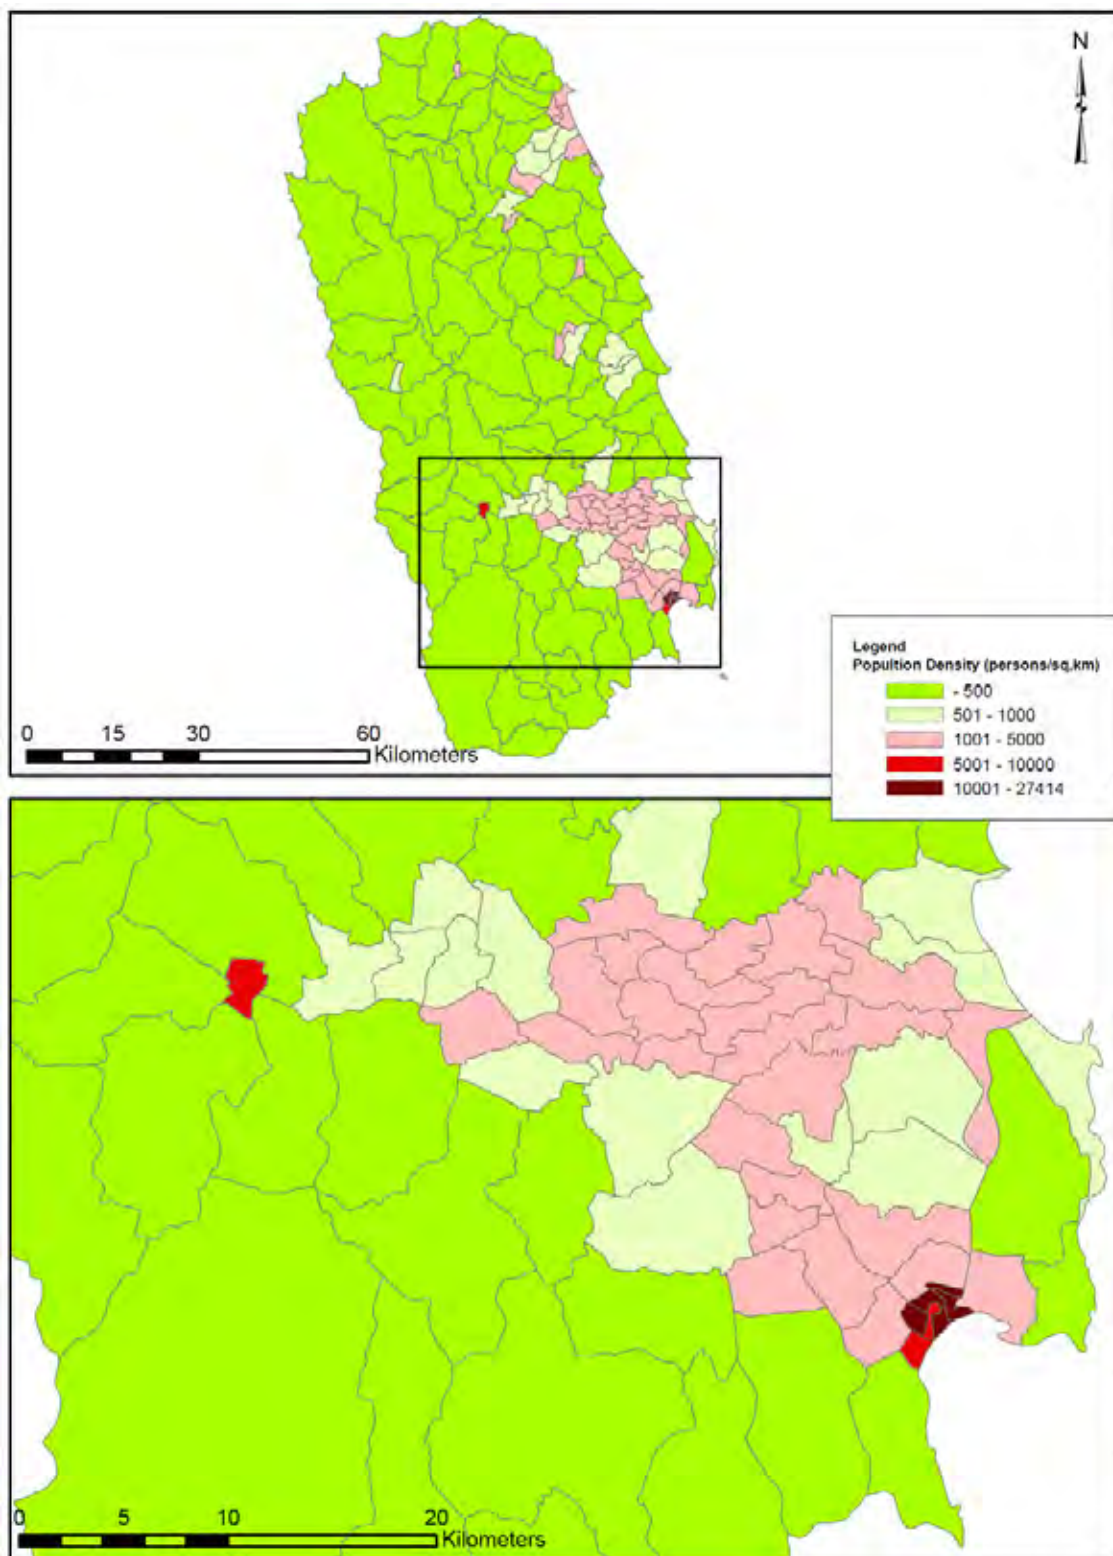 N
Legend
Popultion Density (persons/sq.km)
- 500
501 - 1000
1001 - 5000
5001 - 10000
10001 - 27414
0 15 30 60
Kilometers
0 5 10 20
Kilometers